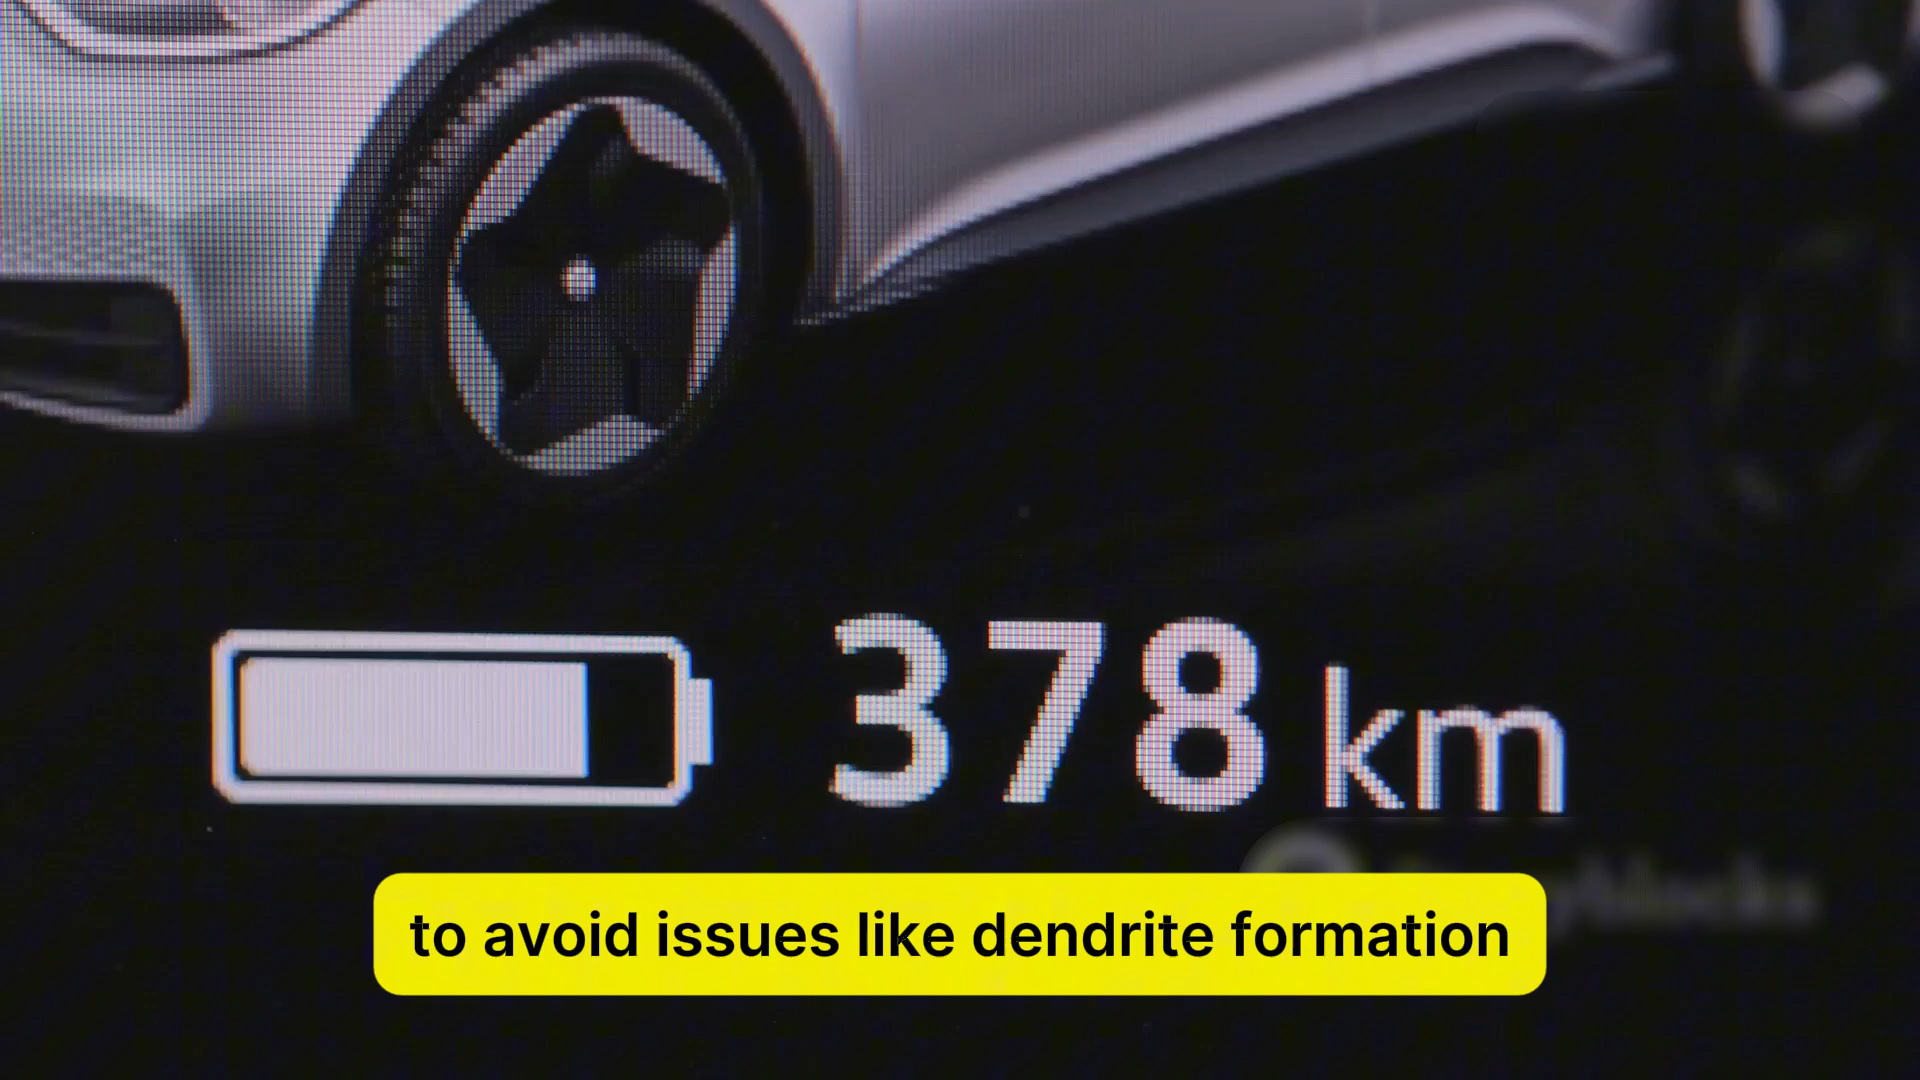 378 km
to avoid issues like dendrite formation